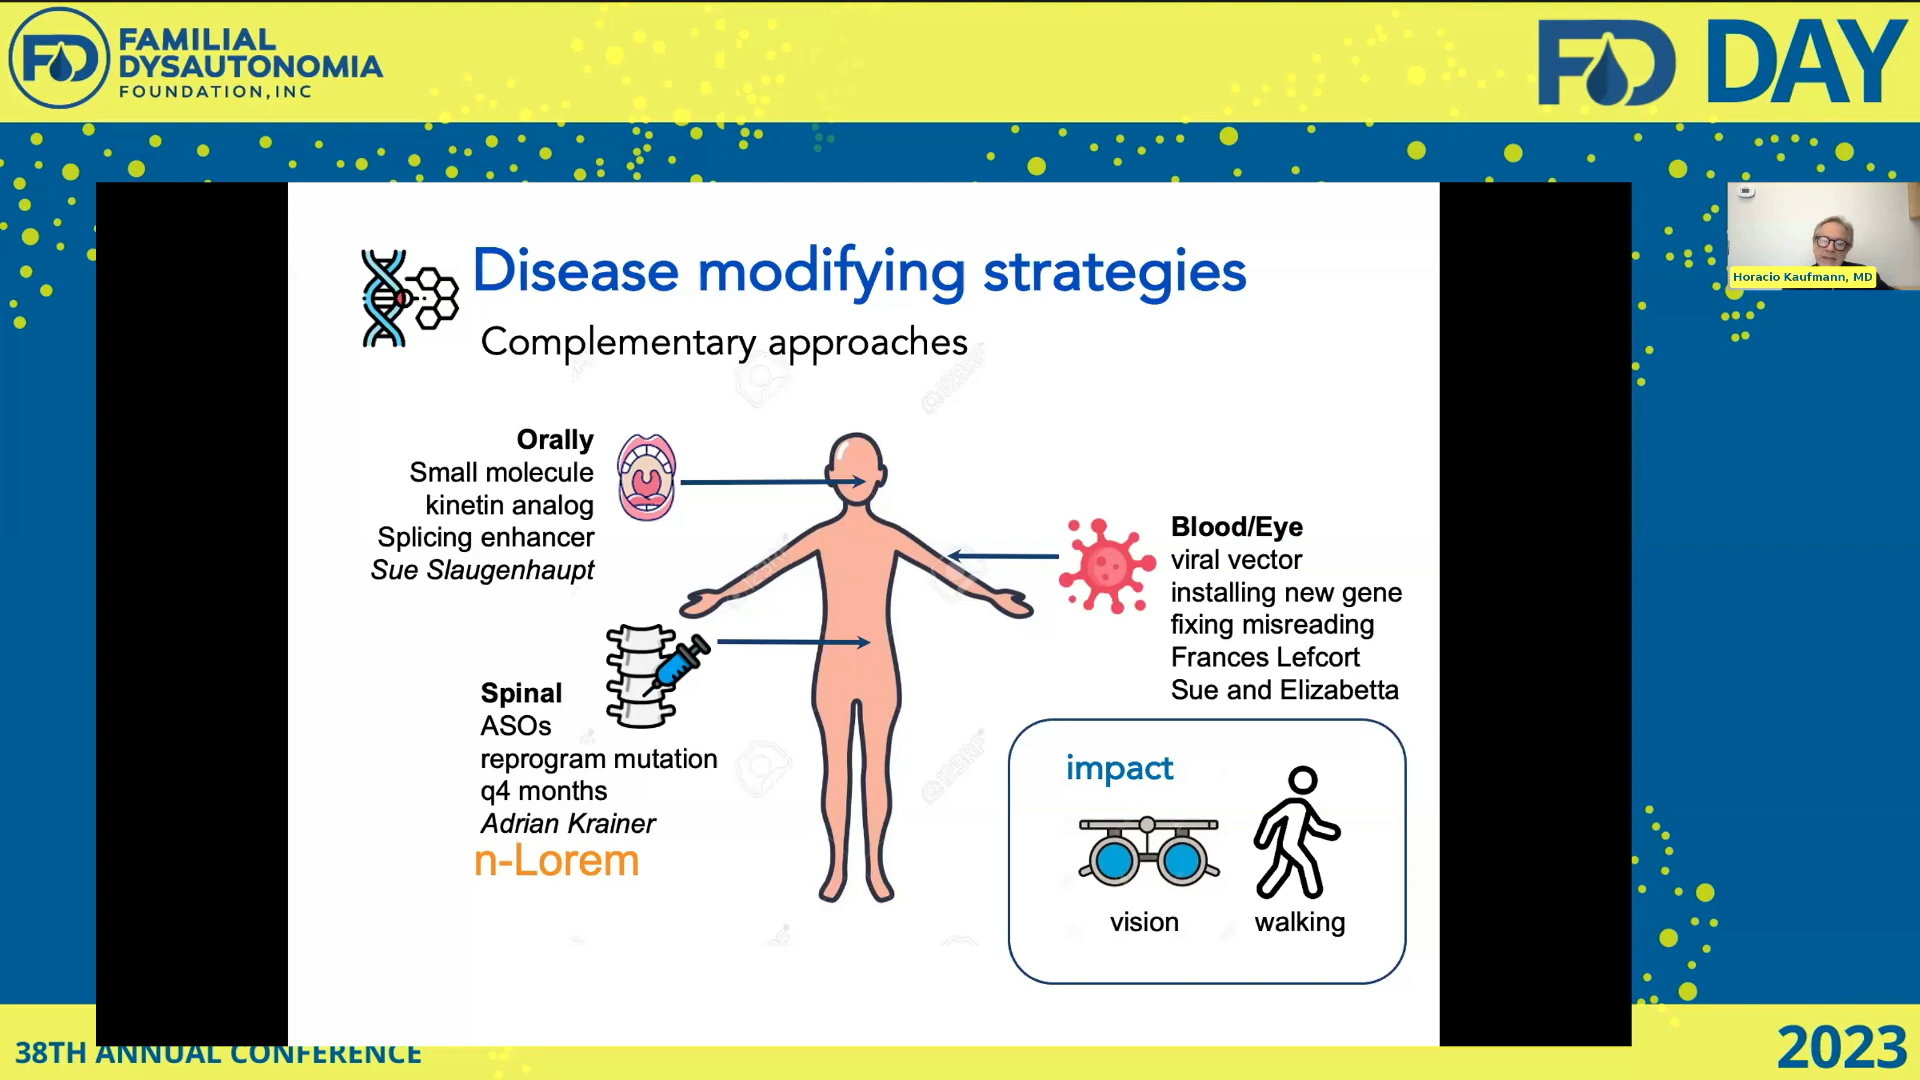 FAMILIAL
DYSAUTONOMIA
FOUNDATION, INC
FD DAY
Horacio Kaufmann, MD
Disease modifying strategies
Complementary approaches
Orally
Small molecule
kinetin analog
Splicing enhancer
Sue Slaugenhaupt
Blood/Eye
viral vector
installing new gene
fixing misreading
Frances Lefcort
Sue and Elizabetta
Spinal
ASOs
reprogram mutation
q4 months
Adrian Krainer
n-Lorem
impact
vision
walking
38TH ANNUAL CONFERENCE
2023